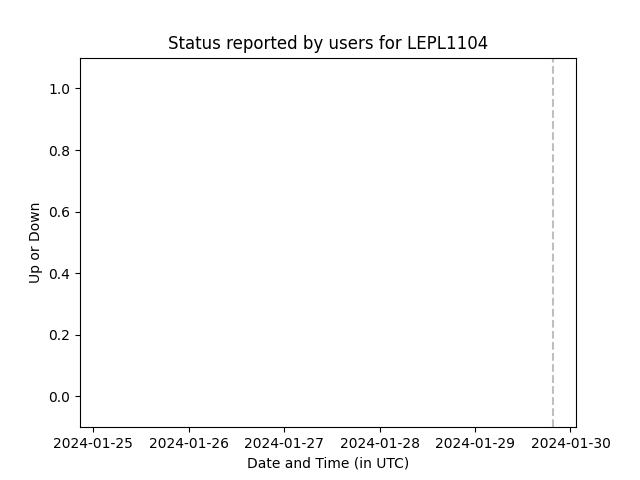 Status reported by users for LEPL1104
1.0
0.8
0.6
0.4
0.2
0.0
Up or Down
2024-01-25 2024-01-26 2024-01-27 2024-01-28 2024-01-29 2024-01-30
Date and Time (in UTC)